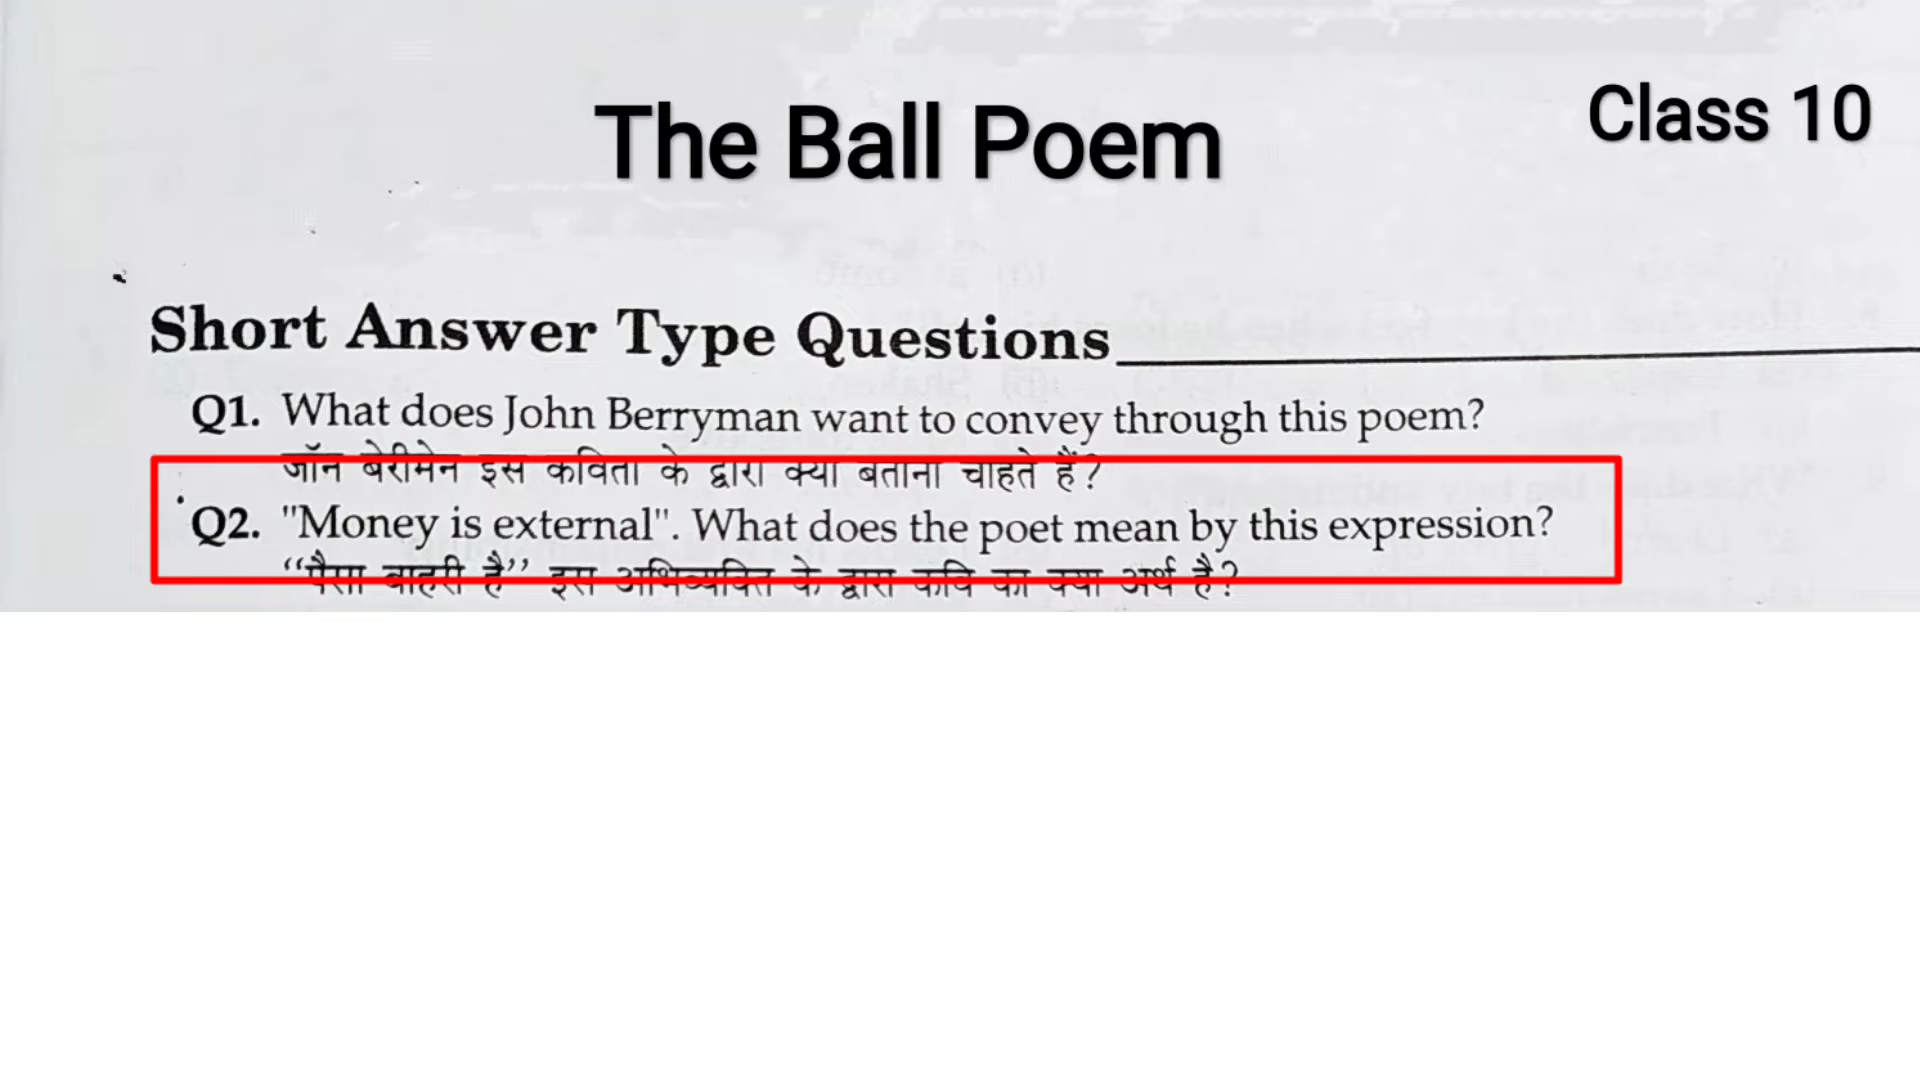 The Ball Poem
Class 10
Short Answer Type Questions
Q1. What does John Berryman want to convey through this poem?
जॉन बेरीमेन इस कविता के द्वारा क्या बताना चाहते हैं?
Q2. "Money is external". What does the poet mean by this expression?
‘‘पैसा बाहरी है’’ इस अभिव्यक्ति के द्वारा कवि का क्या अर्थ है?